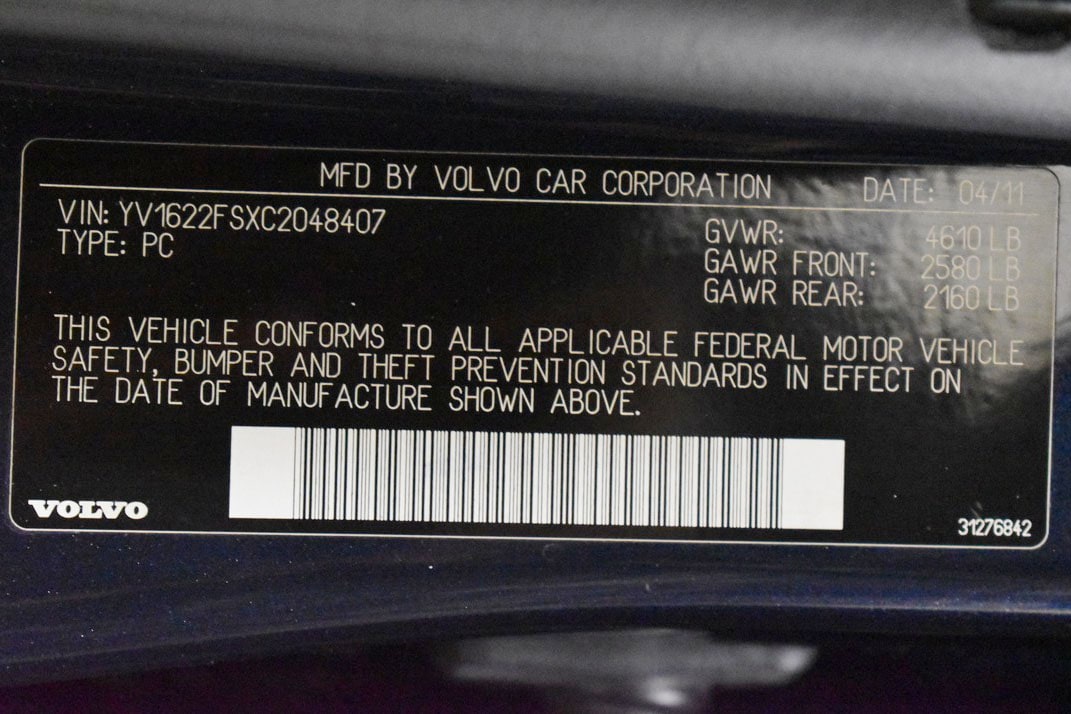 MFD BY VOLVO CAR CORPORATION DATE: 04/11
VIN: YV1622FSXC2048407
TYPE: PC
GVWR: 4610 LB
GAWR FRONT: 2580 LB
GAWR REAR: 2160 LB
THIS VEHICLE CONFORMS TO ALL APPLICABLE FEDERAL MOTOR VEHICLE
SAFETY, BUMPER AND THEFT PREVENTION STANDARDS IN EFFECT ON
THE DATE OF MANUFACTURE SHOWN ABOVE.
VOLVO
31276842